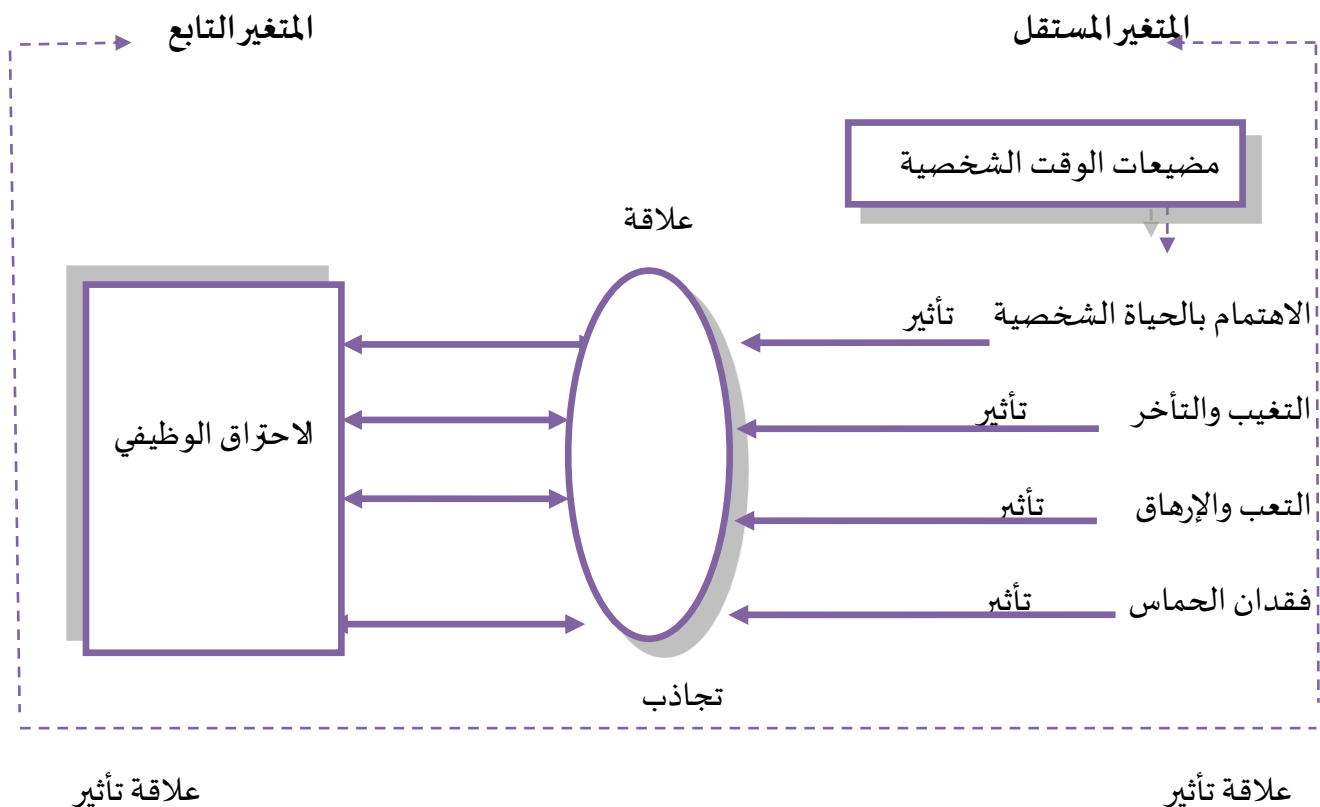 المتغير المستقل
المتغير التابع
مضيعات الوقت الشخصية
علاقة
الاهتمام بالحياة الشخصية
تأثير
التغيب والتأخر
تأثير
الاحتراق الوظيفي
التعب والإرهاق
تأثير
فقدان الحماس
تأثير
تجاذب
علاقة تأثير
علاقة تأثير